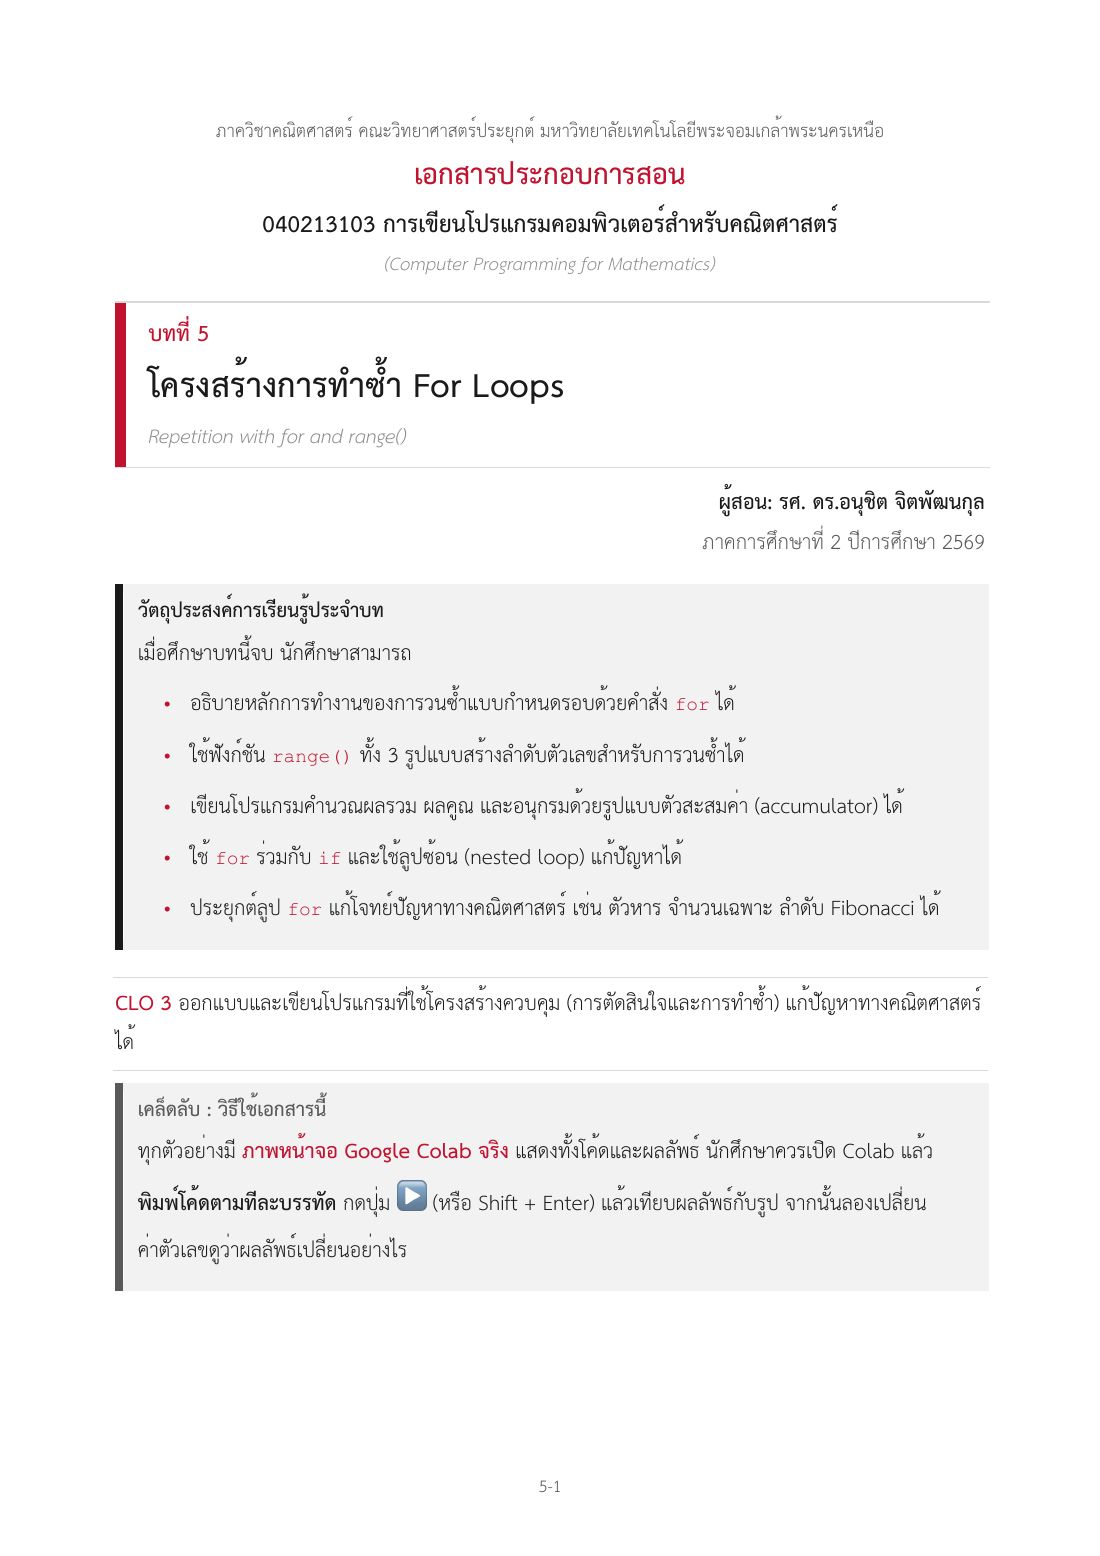 ภาควิชาคณิตศาสตร์ คณะวิทยาศาสตร์ประยุกต์ มหาวิทยาลัยเทคโนโลยีพระจอมเกล้าพระนครเหนือ
เอกสารประกอบการสอน
040213103 การเขียนโปรแกรมคอมพิวเตอร์สำหรับคณิตศาสตร์
(Computer Programming for Mathematics)
บทที่ 5
โครงสร้างการทำซ้ำ For Loops
Repetition with for and range()
ผู้สอน: รศ. ดร.อนุชิต จิตพัฒนกุล
ภาคการศึกษาที่ 2 ปีการศึกษา 2569
วัตถุประสงค์การเรียนรู้ประจำบท
เมื่อศึกษาบทนี้จบ นักศึกษาสามารถ
• อธิบายหลักการทำงานของการวนซ้ำแบบกำหนดรอบด้วยคำสั่ง for ได้
• ใช้ฟังก์ชัน range() ทั้ง 3 รูปแบบสร้างลำดับตัวเลขสำหรับการวนซ้ำได้
• เขียนโปรแกรมคำนวณผลรวม ผลคูณ และอนุกรมด้วยรูปแบบตัวสะสมค่า (accumulator) ได้
• ใช้ for ร่วมกับ if และใช้ลูปซ้อน (nested loop) แก้ปัญหาได้
• ประยุกต์ลูป for แก้โจทย์ปัญหาทางคณิตศาสตร์ เช่น ตัวหาร จำนวนเฉพาะ ลำดับ Fibonacci ได้
CLO 3 ออกแบบและเขียนโปรแกรมที่ใช้โครงสร้างควบคุม (การตัดสินใจและการทำซ้ำ) แก้ปัญหาทางคณิตศาสตร์
ได้
เคล็ดลับ : วิธีใช้เอกสารนี้
ทุกตัวอย่างมี ภาพหน้าจอ Google Colab จริง แสดงทั้งโค้ดและผลลัพธ์ นักศึกษาควรเปิด Colab แล้ว
พิมพ์โค้ดตามทีละบรรทัด กดปุ่ม ▶ (หรือ Shift + Enter) แล้วเทียบผลลัพธ์กับรูป จากนั้นลองเปลี่ยน
ค่าตัวเลขดูว่าผลลัพธ์เปลี่ยนอย่างไร
5-1